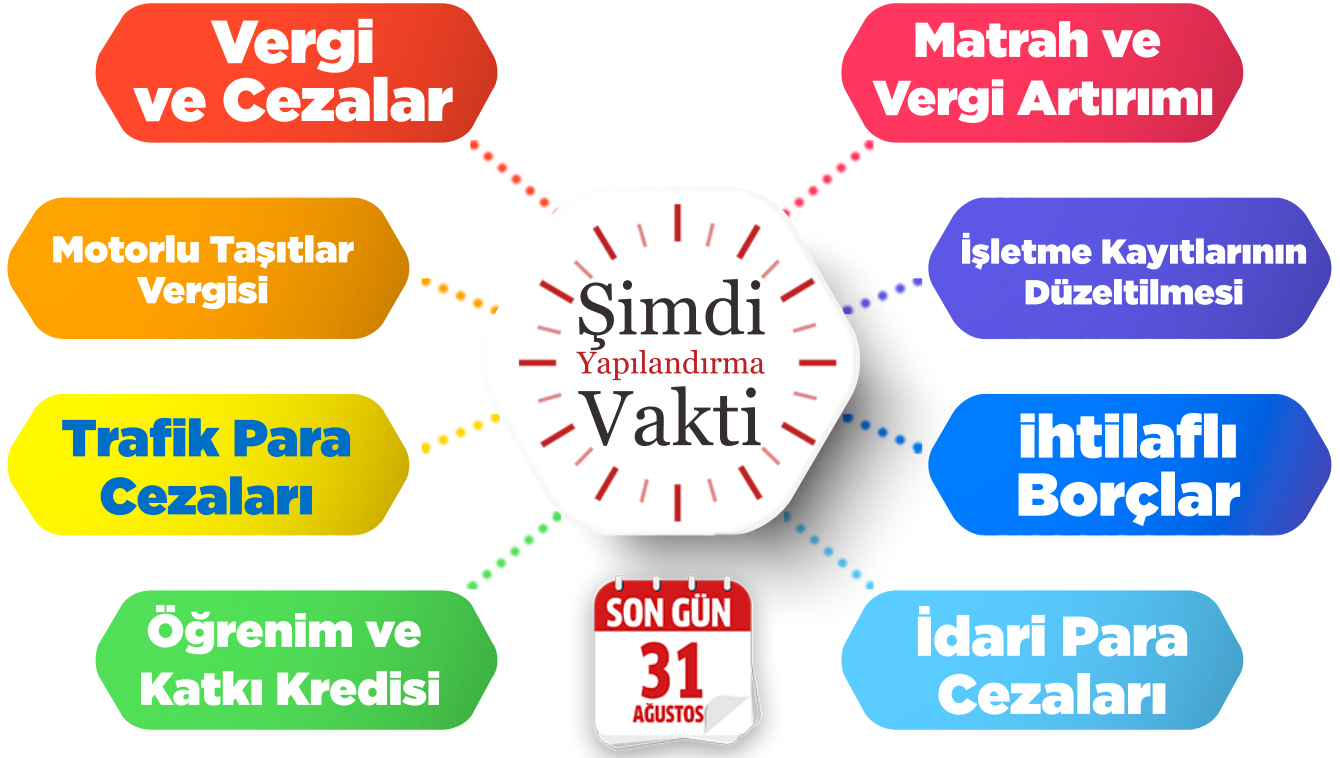 Vergi
ve Cezalar
Motorlu Taşıtlar
Vergisi
Trafik Para
Cezaları
Öğrenim ve
Katkı Kredisi
Şimdi
Yapılandırma
Vakti
SON GÜN
31
AĞUSTOS
Matrah ve
Vergi Artırımı
İşletme Kayıtlarının
Düzeltilmesi
ihtilaflı
Borçlar
İdari Para
Cezaları